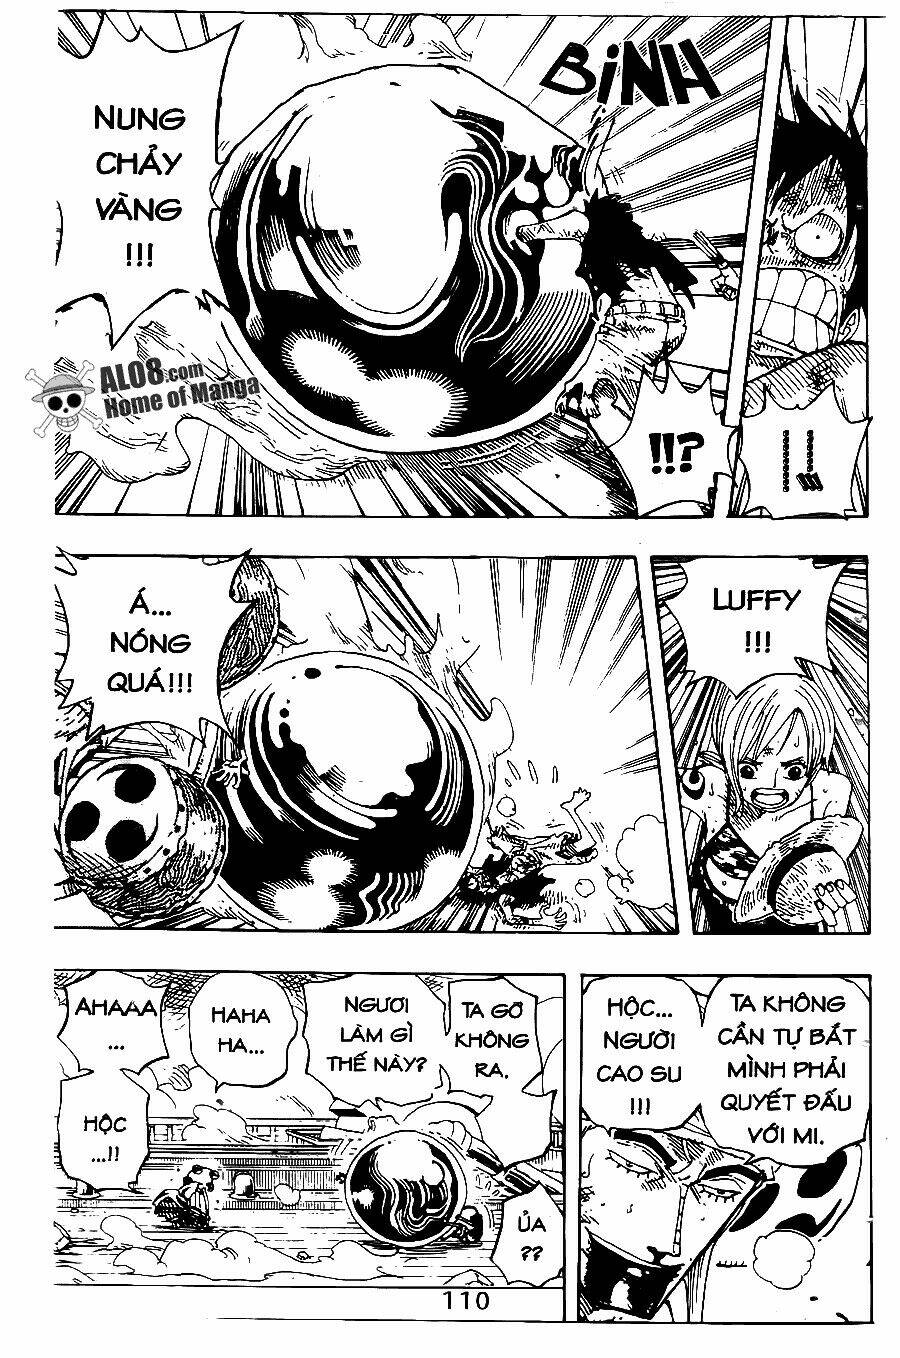 BINH
NUNG
CHẢY
VÀNG
!!!
AL08.com
Home of Manga
!!?
!!!
Á...
NÓNG
QUÁ!!!
LUFFY
!!!
AHAAA
...
HỘC
...!!
HAHA
HA...
NGƯƠI
LÀM GÌ
THẾ NÀY?
TA GỠ
KHÔNG
RA.
ỦA
??
HỘC...
NGƯỜI
CAO SU
!!!
TA KHÔNG
CẦN TỰ BẮT
MÌNH PHẢI
QUYẾT ĐẤU
VỚI MI.
110